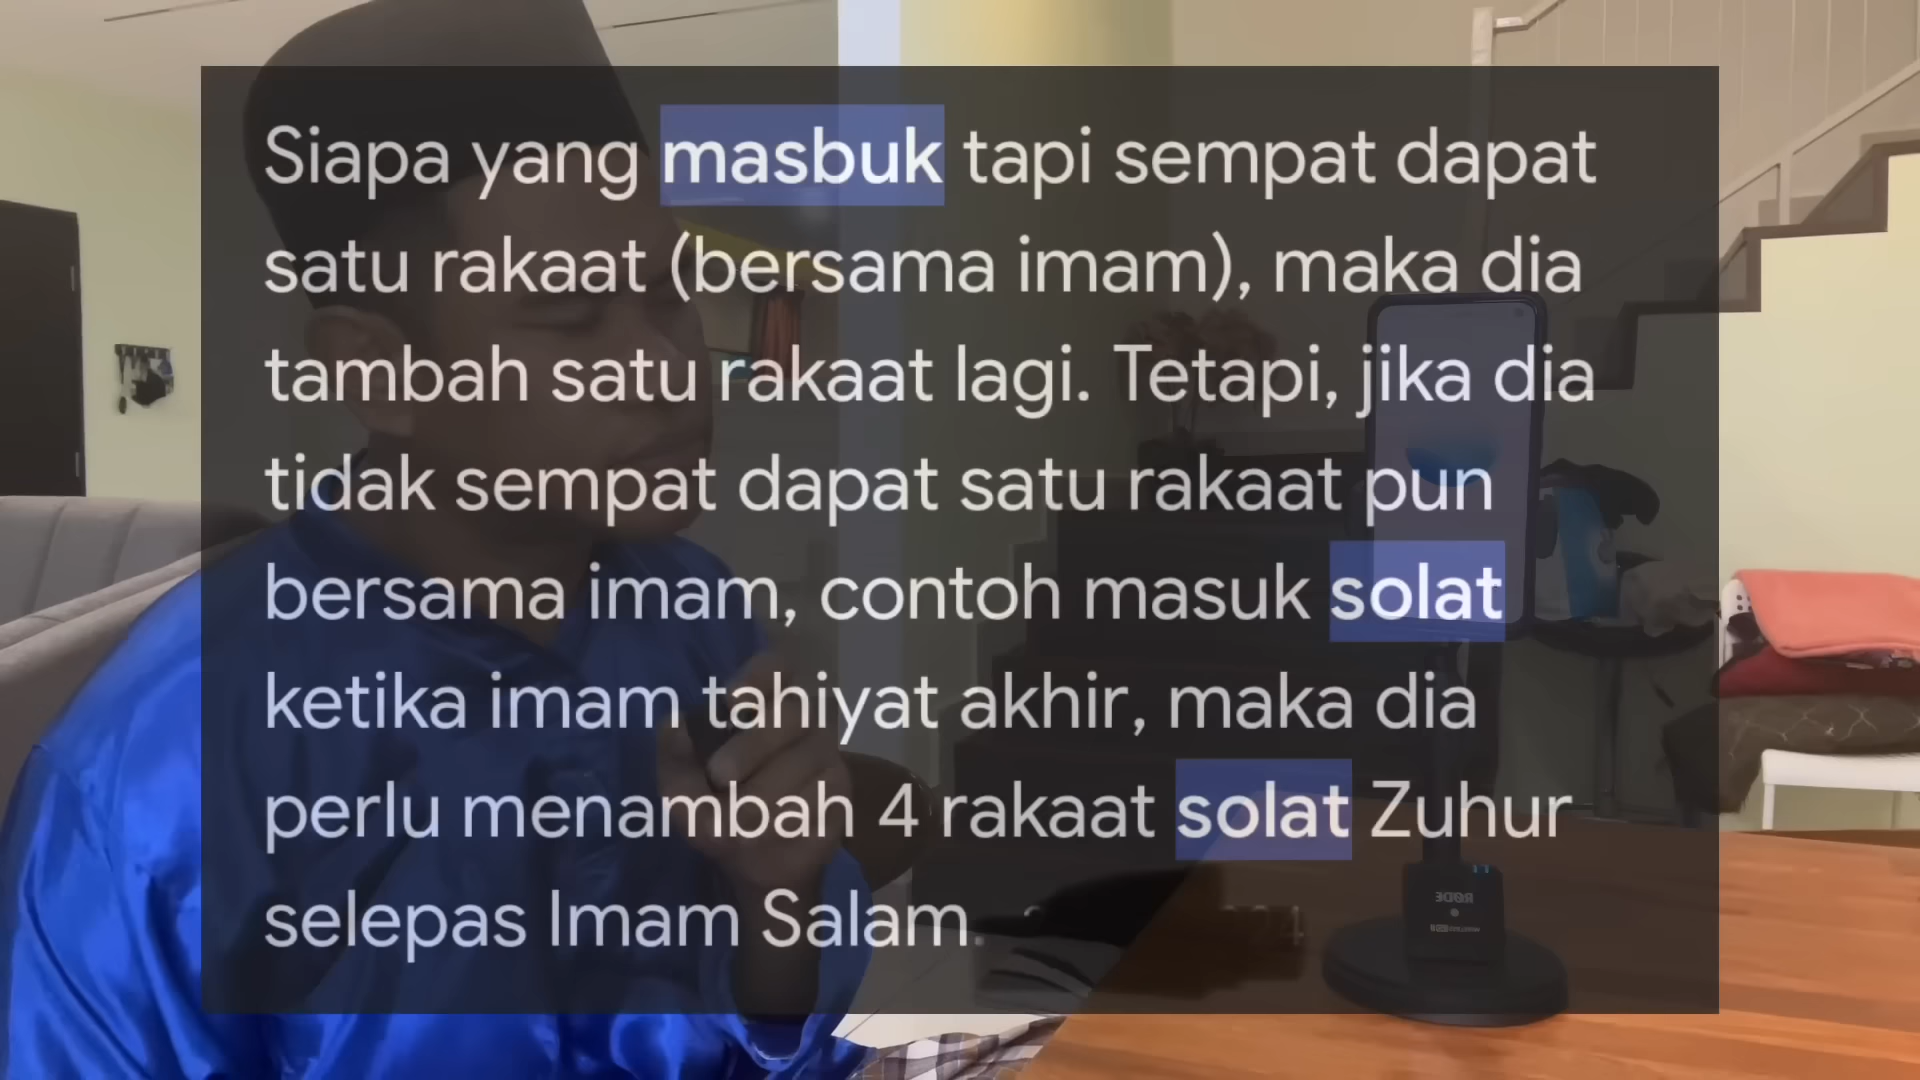 Siapa yang masbuk tapi sempat dapat
satu rakaat (bersama imam), maka dia
tambah satu rakaat lagi. Tetapi, jika dia
tidak sempat dapat satu rakaat pun
bersama imam, contoh masuk solat
ketika imam tahiyat akhir, maka dia
perlu menambah 4 rakaat solat Zuhur
selepas Imam Salam.
RØDE